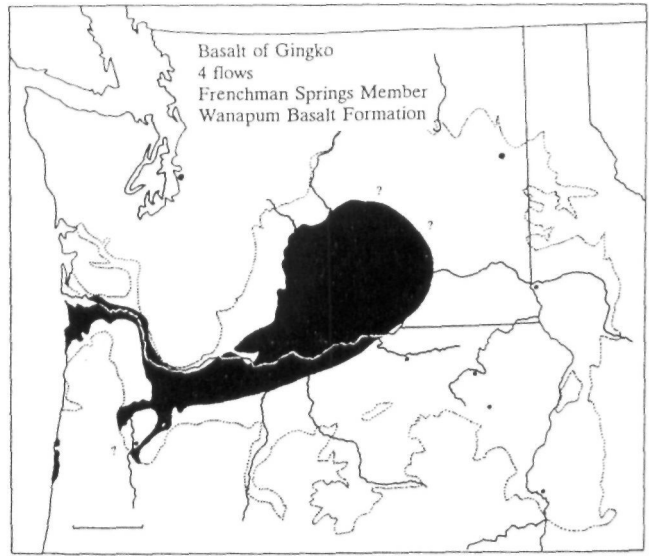 Basalt of Gingko
4 flows
Frenchman Springs Member
Wanapum Basalt Formation
?
?
?